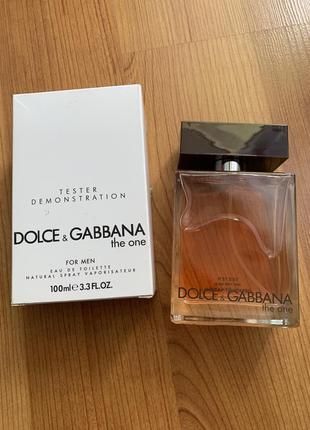 TESTER
DEMONSTRATION
DOLCE & GABBANA
the one
FOR MEN
EAU DE TOILETTE
NATURAL SPRAY VAPORISATEUR
100ml ℮ 3.3 FL.OZ.
DOLCE & GABBANA
the one